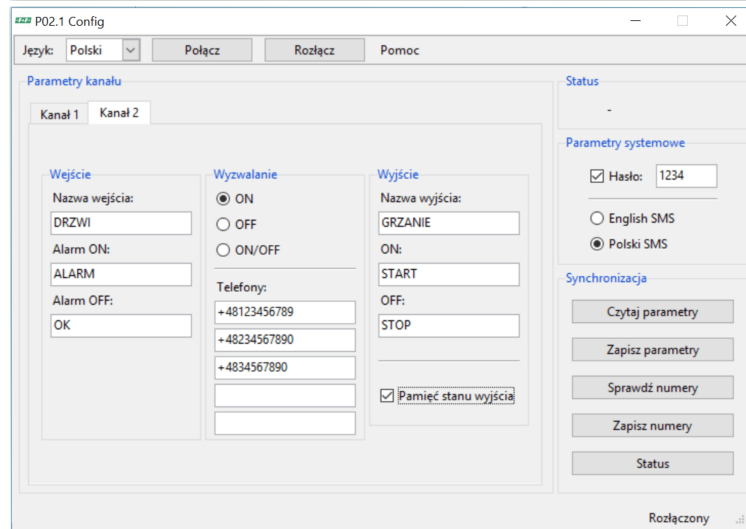 P02.1 Config
Język: Polski Połącz Rozłącz Pomoc
Parametry kanału
Kanał 1 Kanał 2
Wejście
Nazwa wejścia:
DRZWI
Alarm ON:
ALARM
Alarm OFF:
OK
Wyzwalanie
ON
OFF
ON/OFF
Telefony:
+48123456789
+48234567890
+4834567890
Wyjście
Nazwa wyjścia:
GRZANIE
ON:
START
OFF:
STOP
Pamięć stanu wyjścia
Status
-
Parametry systemowe
Hasło: 1234
English SMS
Polski SMS
Synchronizacja
Czytaj parametry
Zapisz parametry
Sprawdź numery
Zapisz numery
Status
Rozłączony